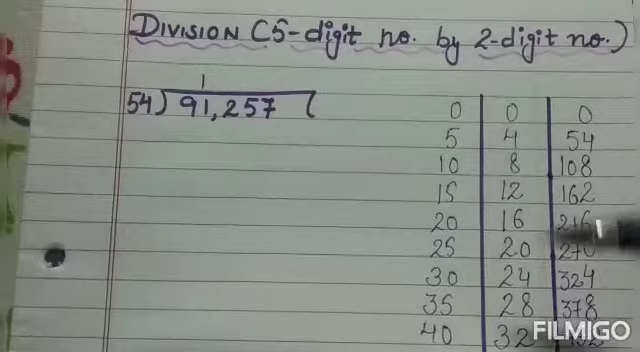 DIVISION (5-digit no. by 2-digit no.)
1
54) 91,257 (
0 0 0
5 4 54
10 8 108
15 12 162
20 16 216
25 20 270
30 24 324
35 28 378
40 32
FILMIGO